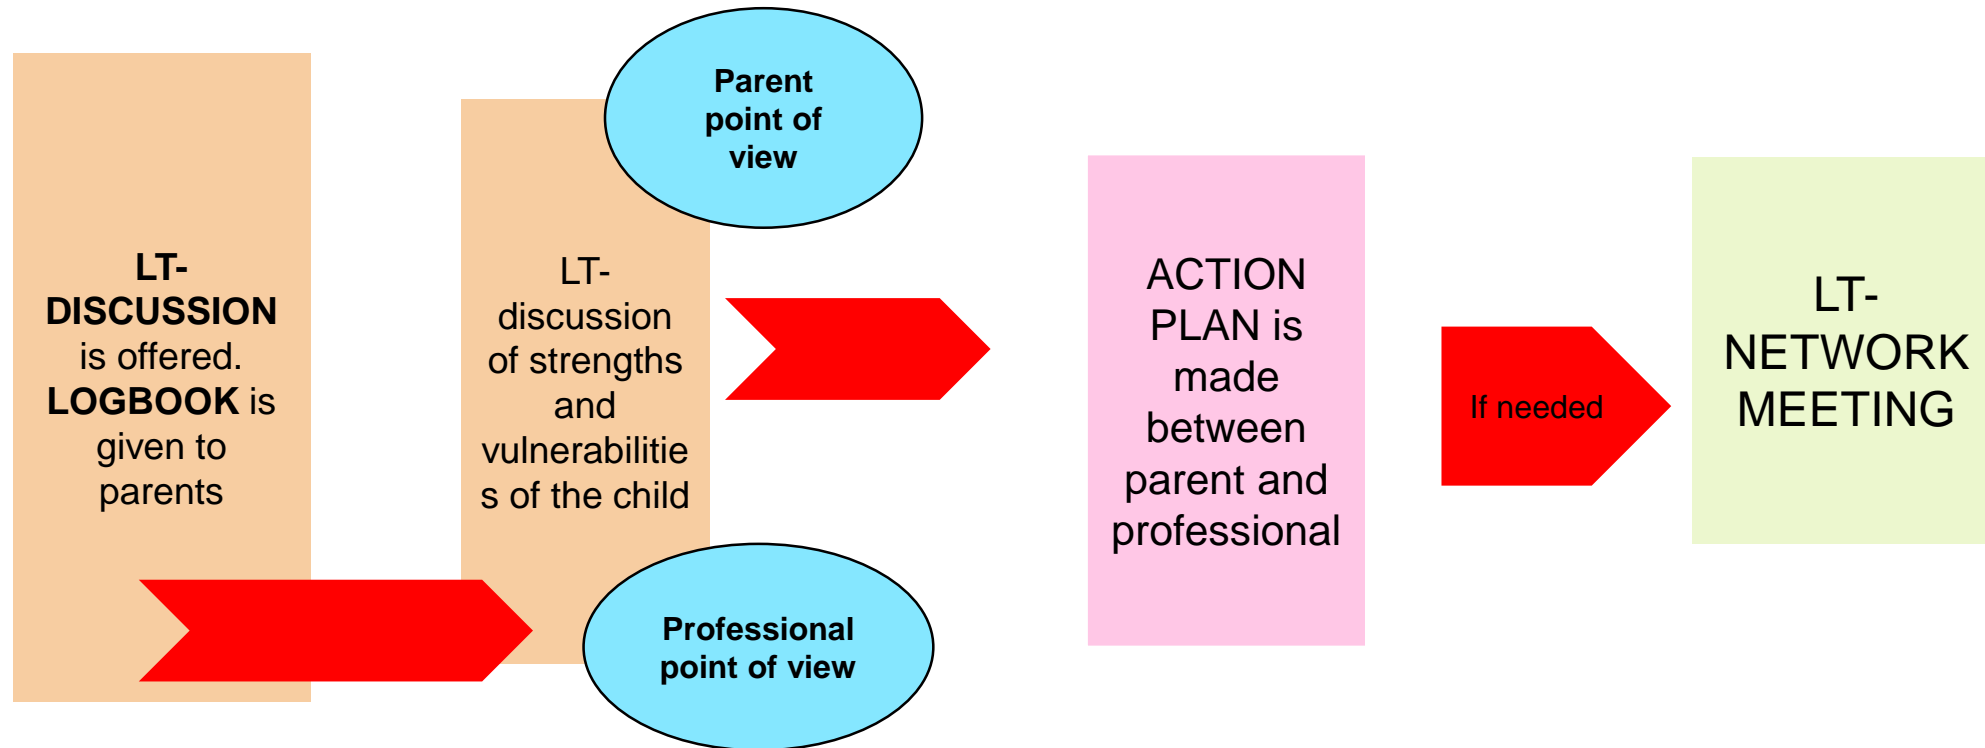 LT-
DISCUSSION
is offered.
LOGBOOK is
given to
parents
LT-
discussion
of strengths
and
vulnerabilitie
s of the child
Parent
point of
view
Professional
point of view
ACTION
PLAN is
made
between
parent and
professional
If needed
LT-
NETWORK
MEETING